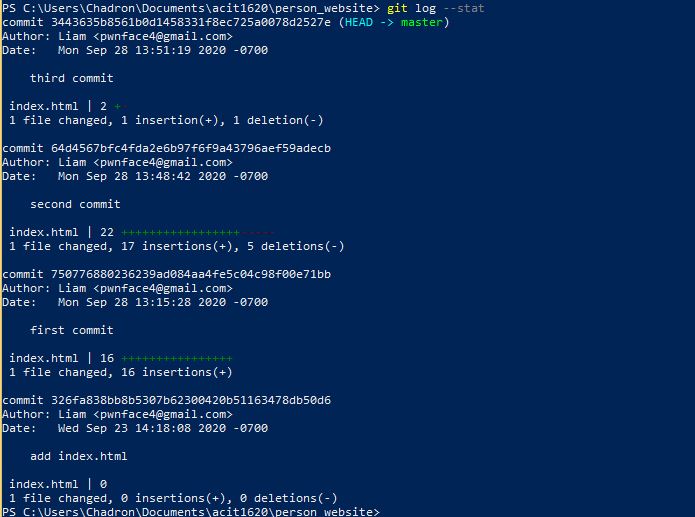 PS C:\Users\Chadron\Documents\acit1620\person_website> git log --stat
commit 3443635b8561b0d1458331f8ec725a0078d2527e (HEAD -> master)
Author: Liam <pwnface4@gmail.com>
Date:   Mon Sep 28 13:51:19 2020 -0700
third commit
index.html | 2 +-
1 file changed, 1 insertion(+), 1 deletion(-)
commit 64d4567bfc4fda2e6b97f6f9a43796aef59adecb
Author: Liam <pwnface4@gmail.com>
Date:   Mon Sep 28 13:48:42 2020 -0700
second commit
index.html | 22 +++++++++++++++++-----
1 file changed, 17 insertions(+), 5 deletions(-)
commit 750776880236239ad084aa4fe5c04c98f00e71bb
Author: Liam <pwnface4@gmail.com>
Date:   Mon Sep 28 13:15:28 2020 -0700
first commit
index.html | 16 ++++++++++++++++
1 file changed, 16 insertions(+)
commit 326fa838bb8b5307b62300420b51163478db50d6
Author: Liam <pwnface4@gmail.com>
Date:   Wed Sep 23 14:18:08 2020 -0700
add index.html
index.html | 0
1 file changed, 0 insertions(+), 0 deletions(-)
PS C:\Users\Chadron\Documents\acit1620\person_website>